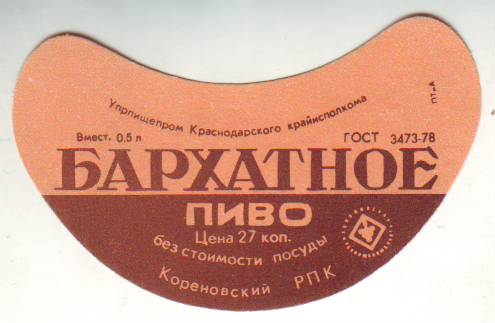 Упрпищепром Краснодарского крайисполкома
Вмест. 0,5 л
ГОСТ 3473-78
БАРХАТНОЕ
ПИВО
Цена 27 коп.
без стоимости посуды
Кореновский РПК